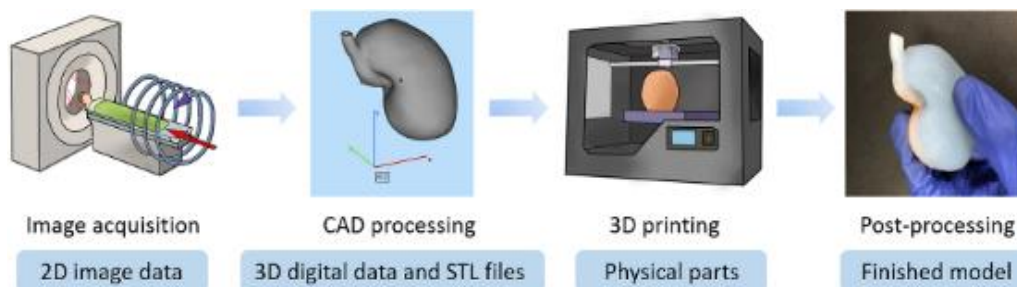 Image acquisition
CAD processing
3D printing
Post-processing
2D image data
3D digital data and STL files
Physical parts
Finished model